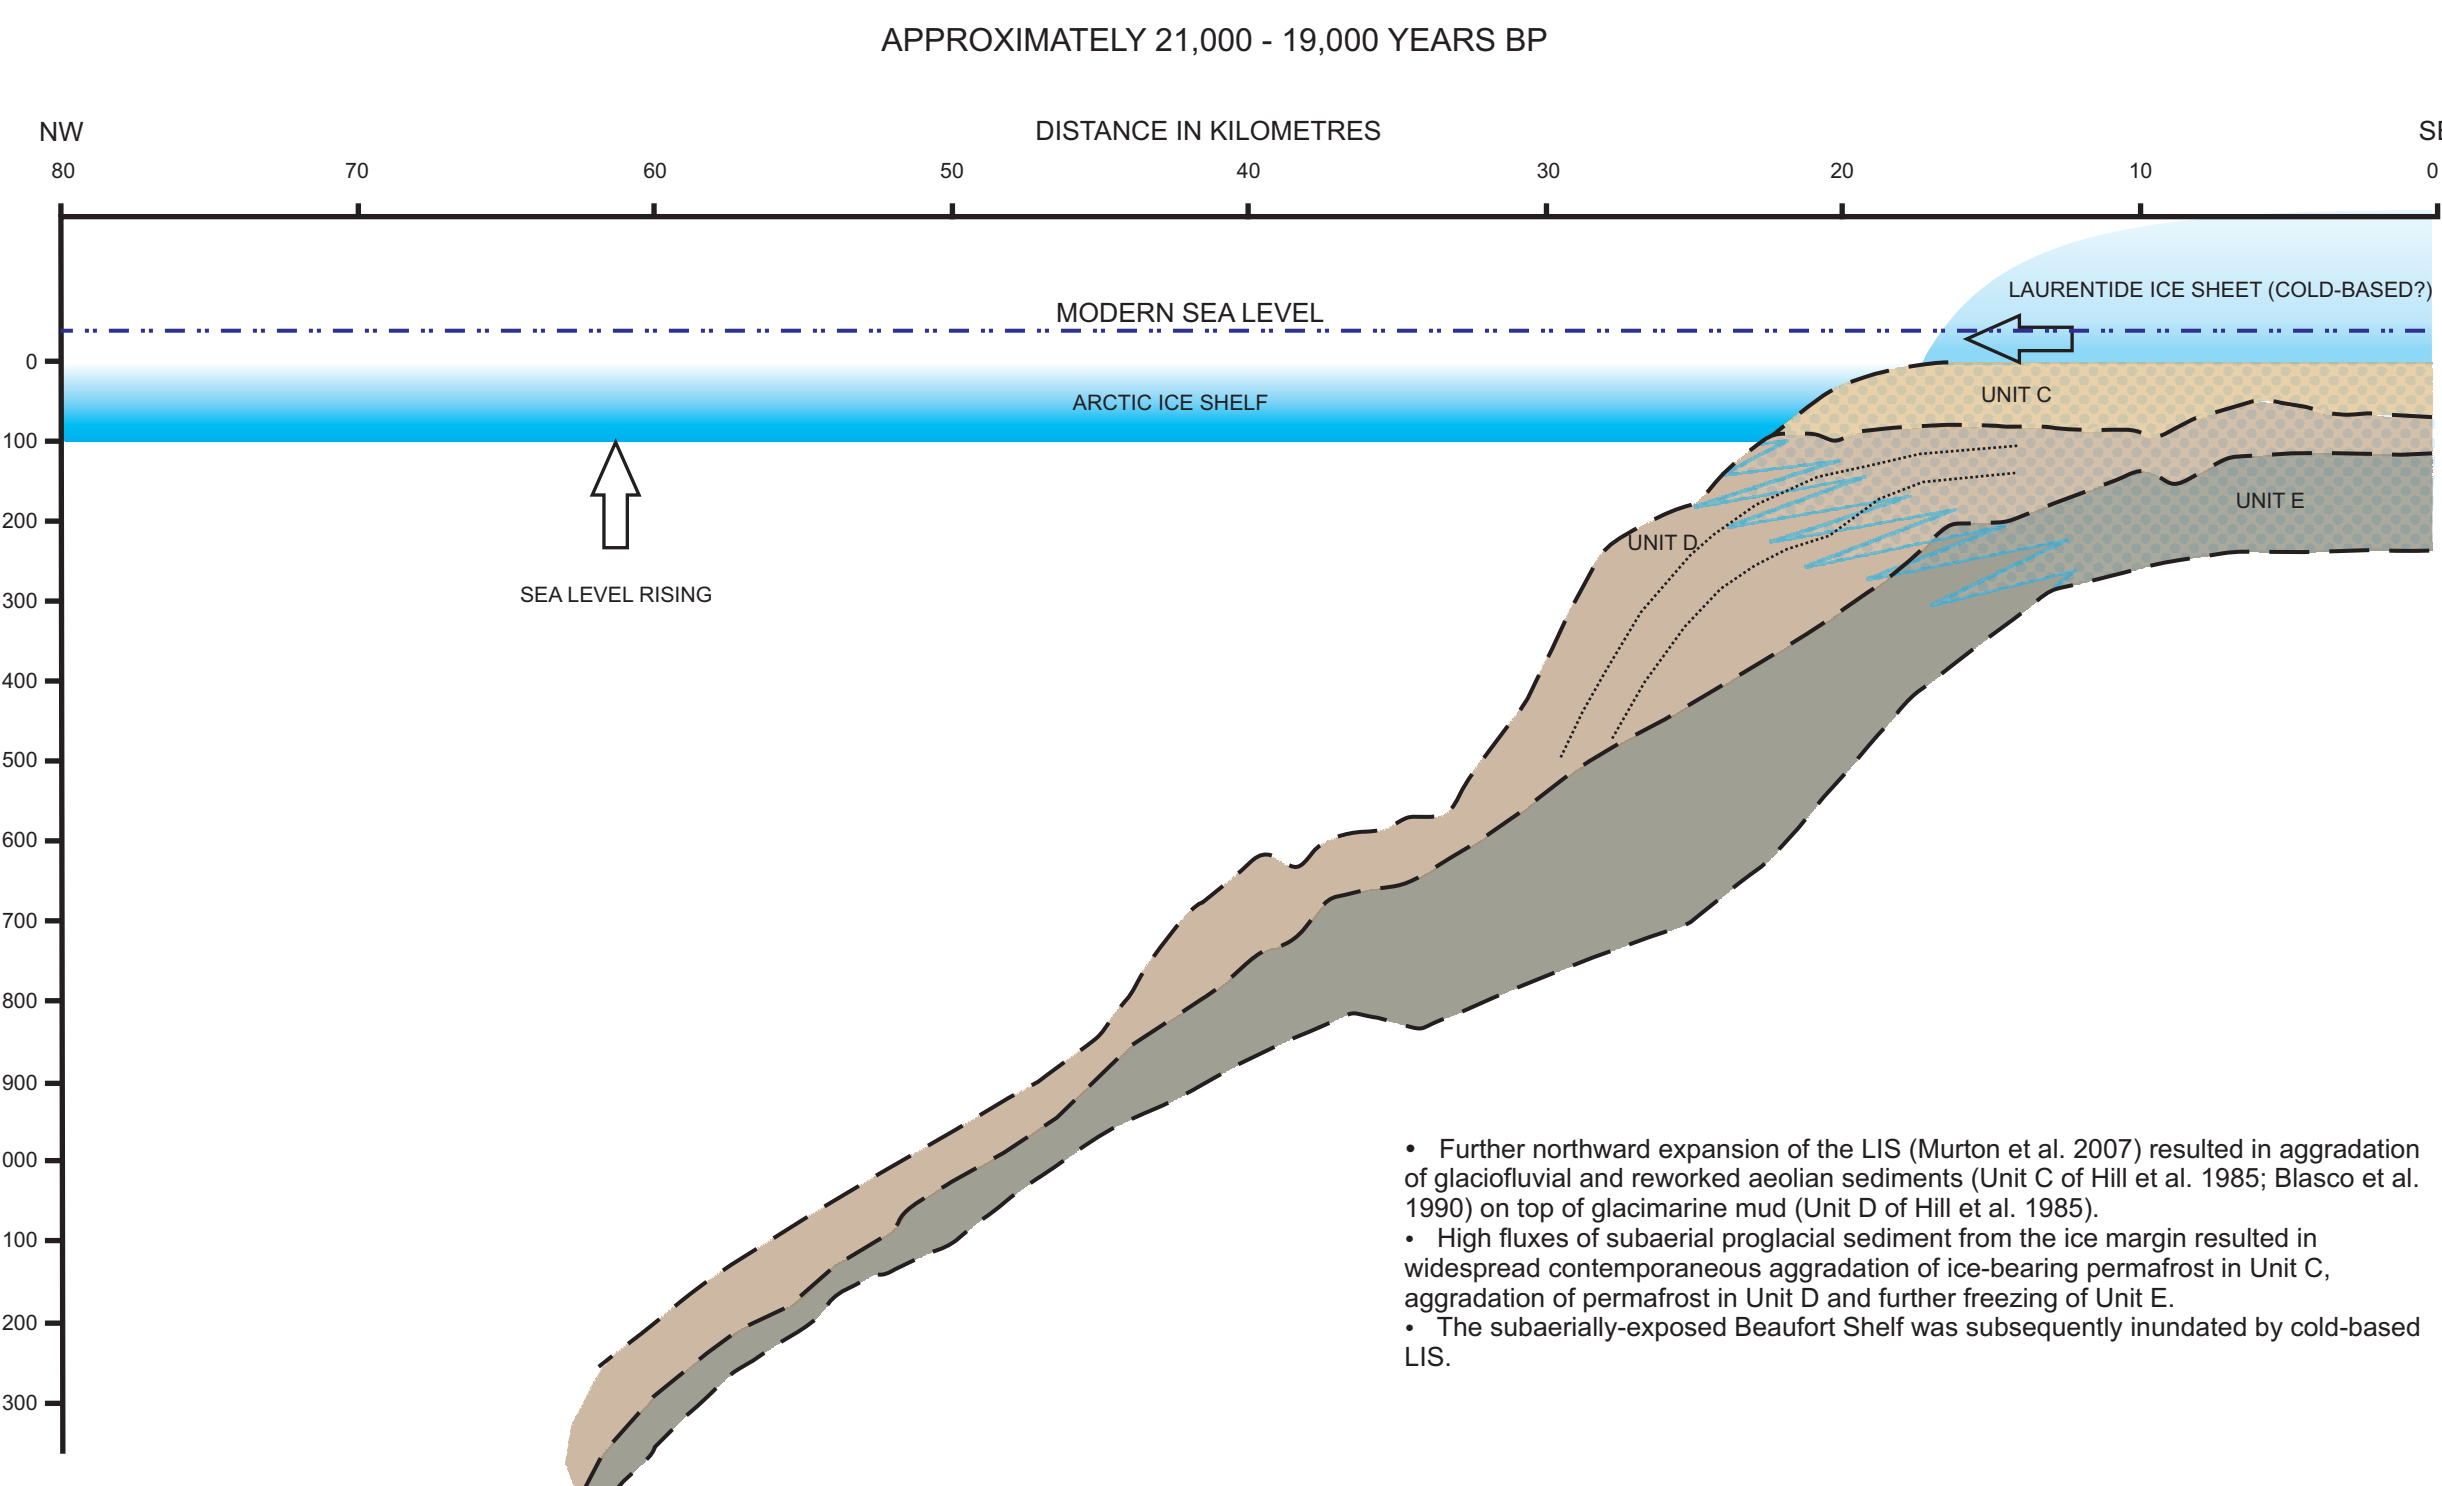 APPROXIMATELY 21,000 - 19,000 YEARS BP
NW
DISTANCE IN KILOMETRES
80
70
60
50
40
30
20
10
0
LAURENTIDE ICE SHEET (COLD-BASED?)
MODERN SEA LEVEL
0
ARCTIC ICE SHELF
UNIT C
100
UNIT E
200
UNIT D
SEA LEVEL RISING
300
400
500
600
700
800
900
000
100
200
300
• Further northward expansion of the LIS (Murton et al. 2007) resulted in aggradation
of glaciofluvial and reworked aeolian sediments (Unit C of Hill et al. 1985; Blasco et al.
1990) on top of glacimarine mud (Unit D of Hill et al. 1985).
• High fluxes of subaerial proglacial sediment from the ice margin resulted in
widespread contemporaneous aggradation of ice-bearing permafrost in Unit C,
aggradation of permafrost in Unit D and further freezing of Unit E.
• The subaerially-exposed Beaufort Shelf was subsequently inundated by cold-based
LIS.